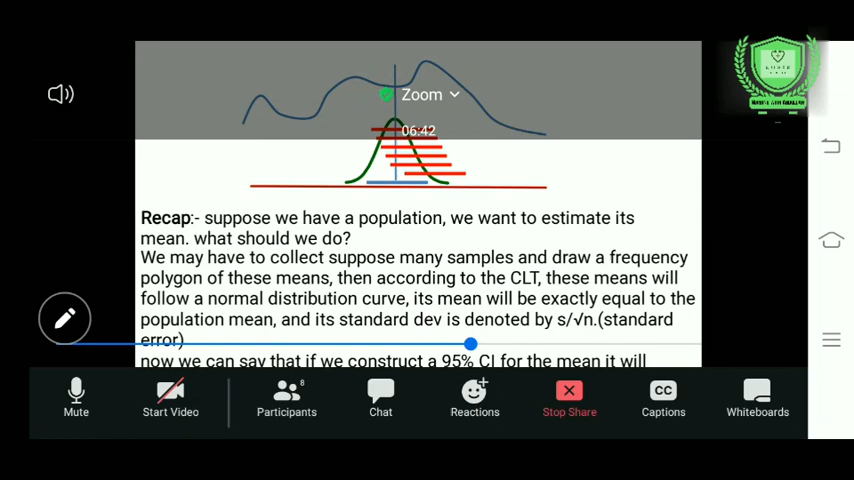 Zoom
06:42
Recap:- suppose we have a population, we want to estimate its
mean. what should we do?
We may have to collect suppose many samples and draw a frequency
polygon of these means, then according to the CLT, these means will
follow a normal distribution curve, its mean will be exactly equal to the
population mean, and its standard dev is denoted by s/√n.(standard
error)
now we can say that if we construct a 95% CI for the mean it will
8
Mute
Start Video
Participants
Chat
Reactions
Stop Share
CC
Captions
Whiteboards